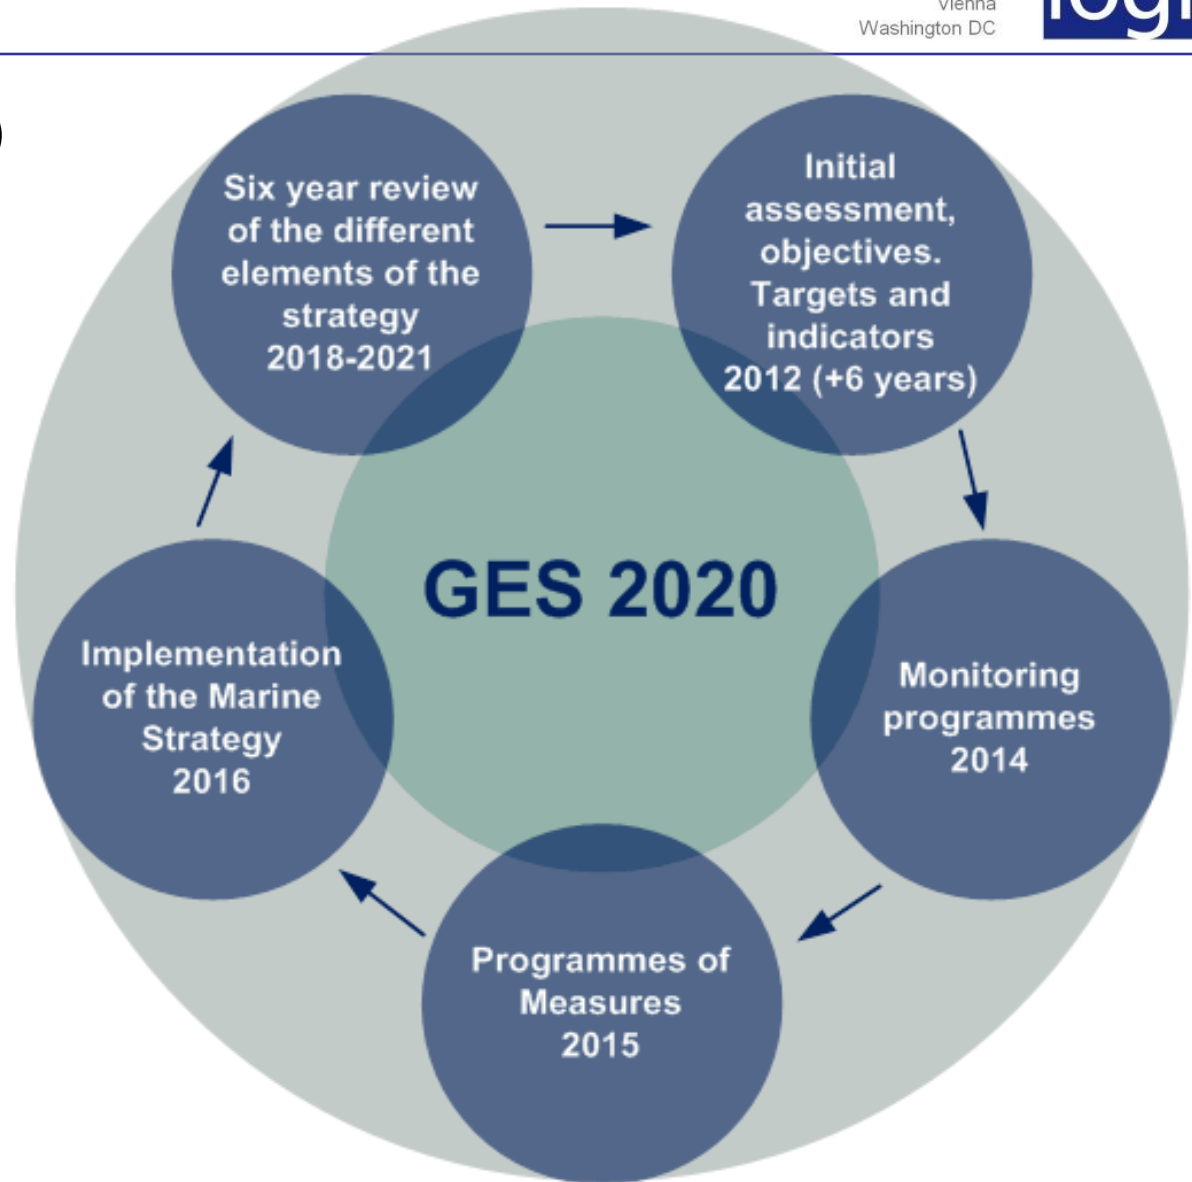 Vienna
Washington DC
Six year review
of the different
elements of the
strategy
2018-2021
Initial
assessment,
objectives.
Targets and
indicators
2012 (+6 years)
GES 2020
Implementation
of the Marine
Strategy
2016
Monitoring
programmes
2014
Programmes of
Measures
2015